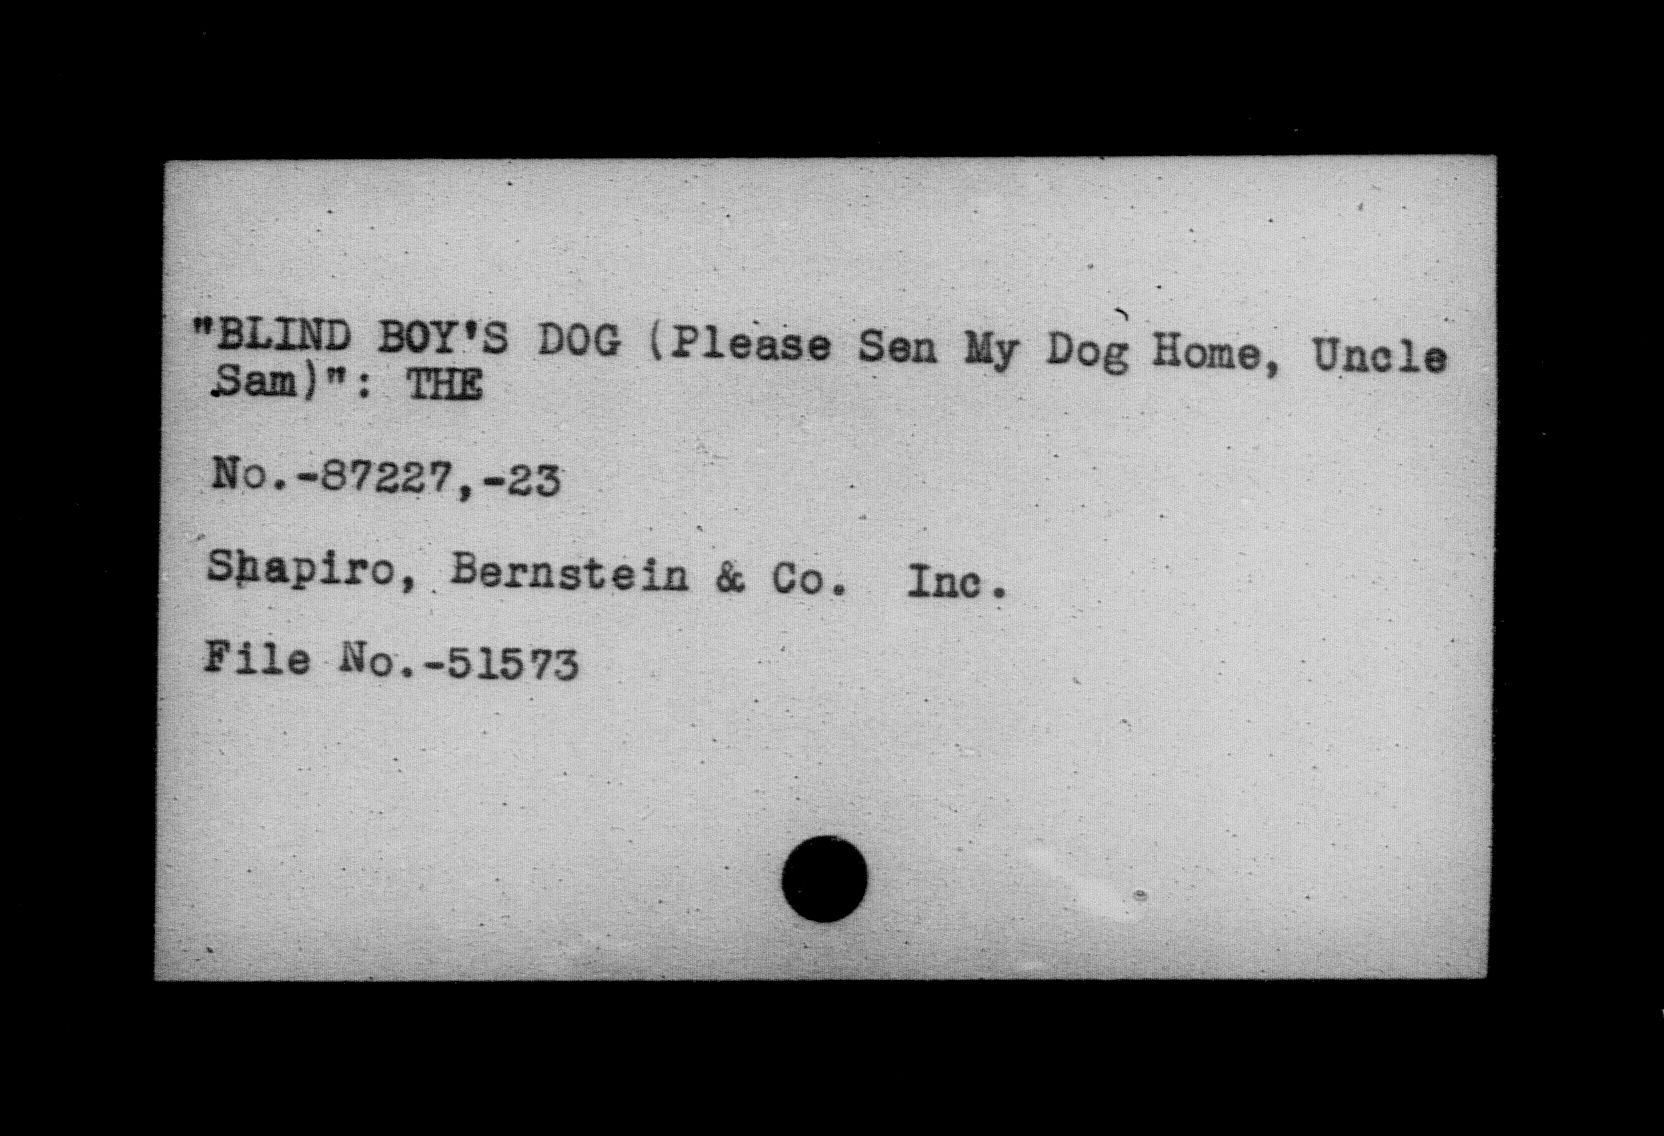 "BLIND BOY'S DOG (Please Sen My Dog Home, Uncle
Sam)": THE
No.-87227,-23
Shapiro, Bernstein & Co. Inc.
File No.-51573